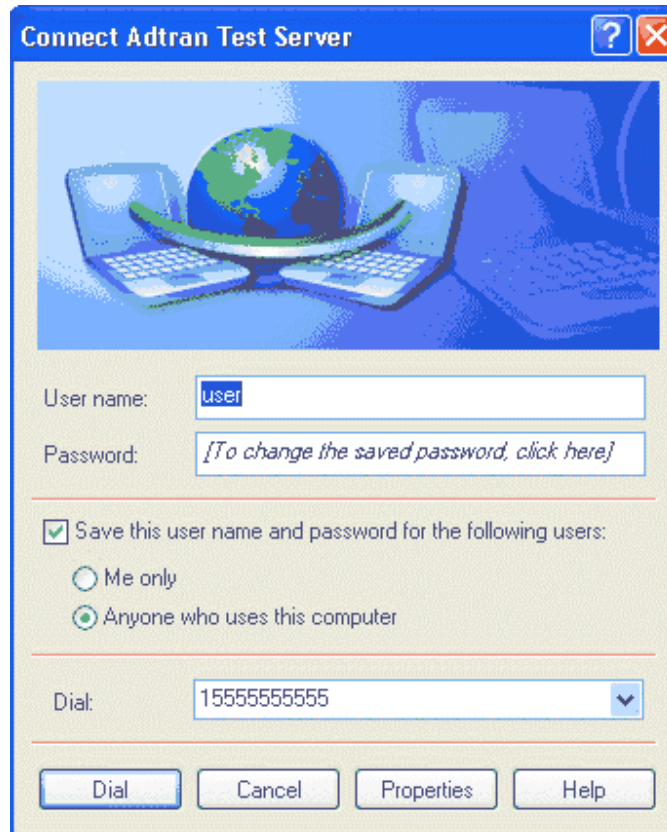 Connect Adtran Test Server
User name: user
Password: [To change the saved password, click here]
Save this user name and password for the following users:
Me only
Anyone who uses this computer
Dial: 15555555555
Dial Cancel Properties Help